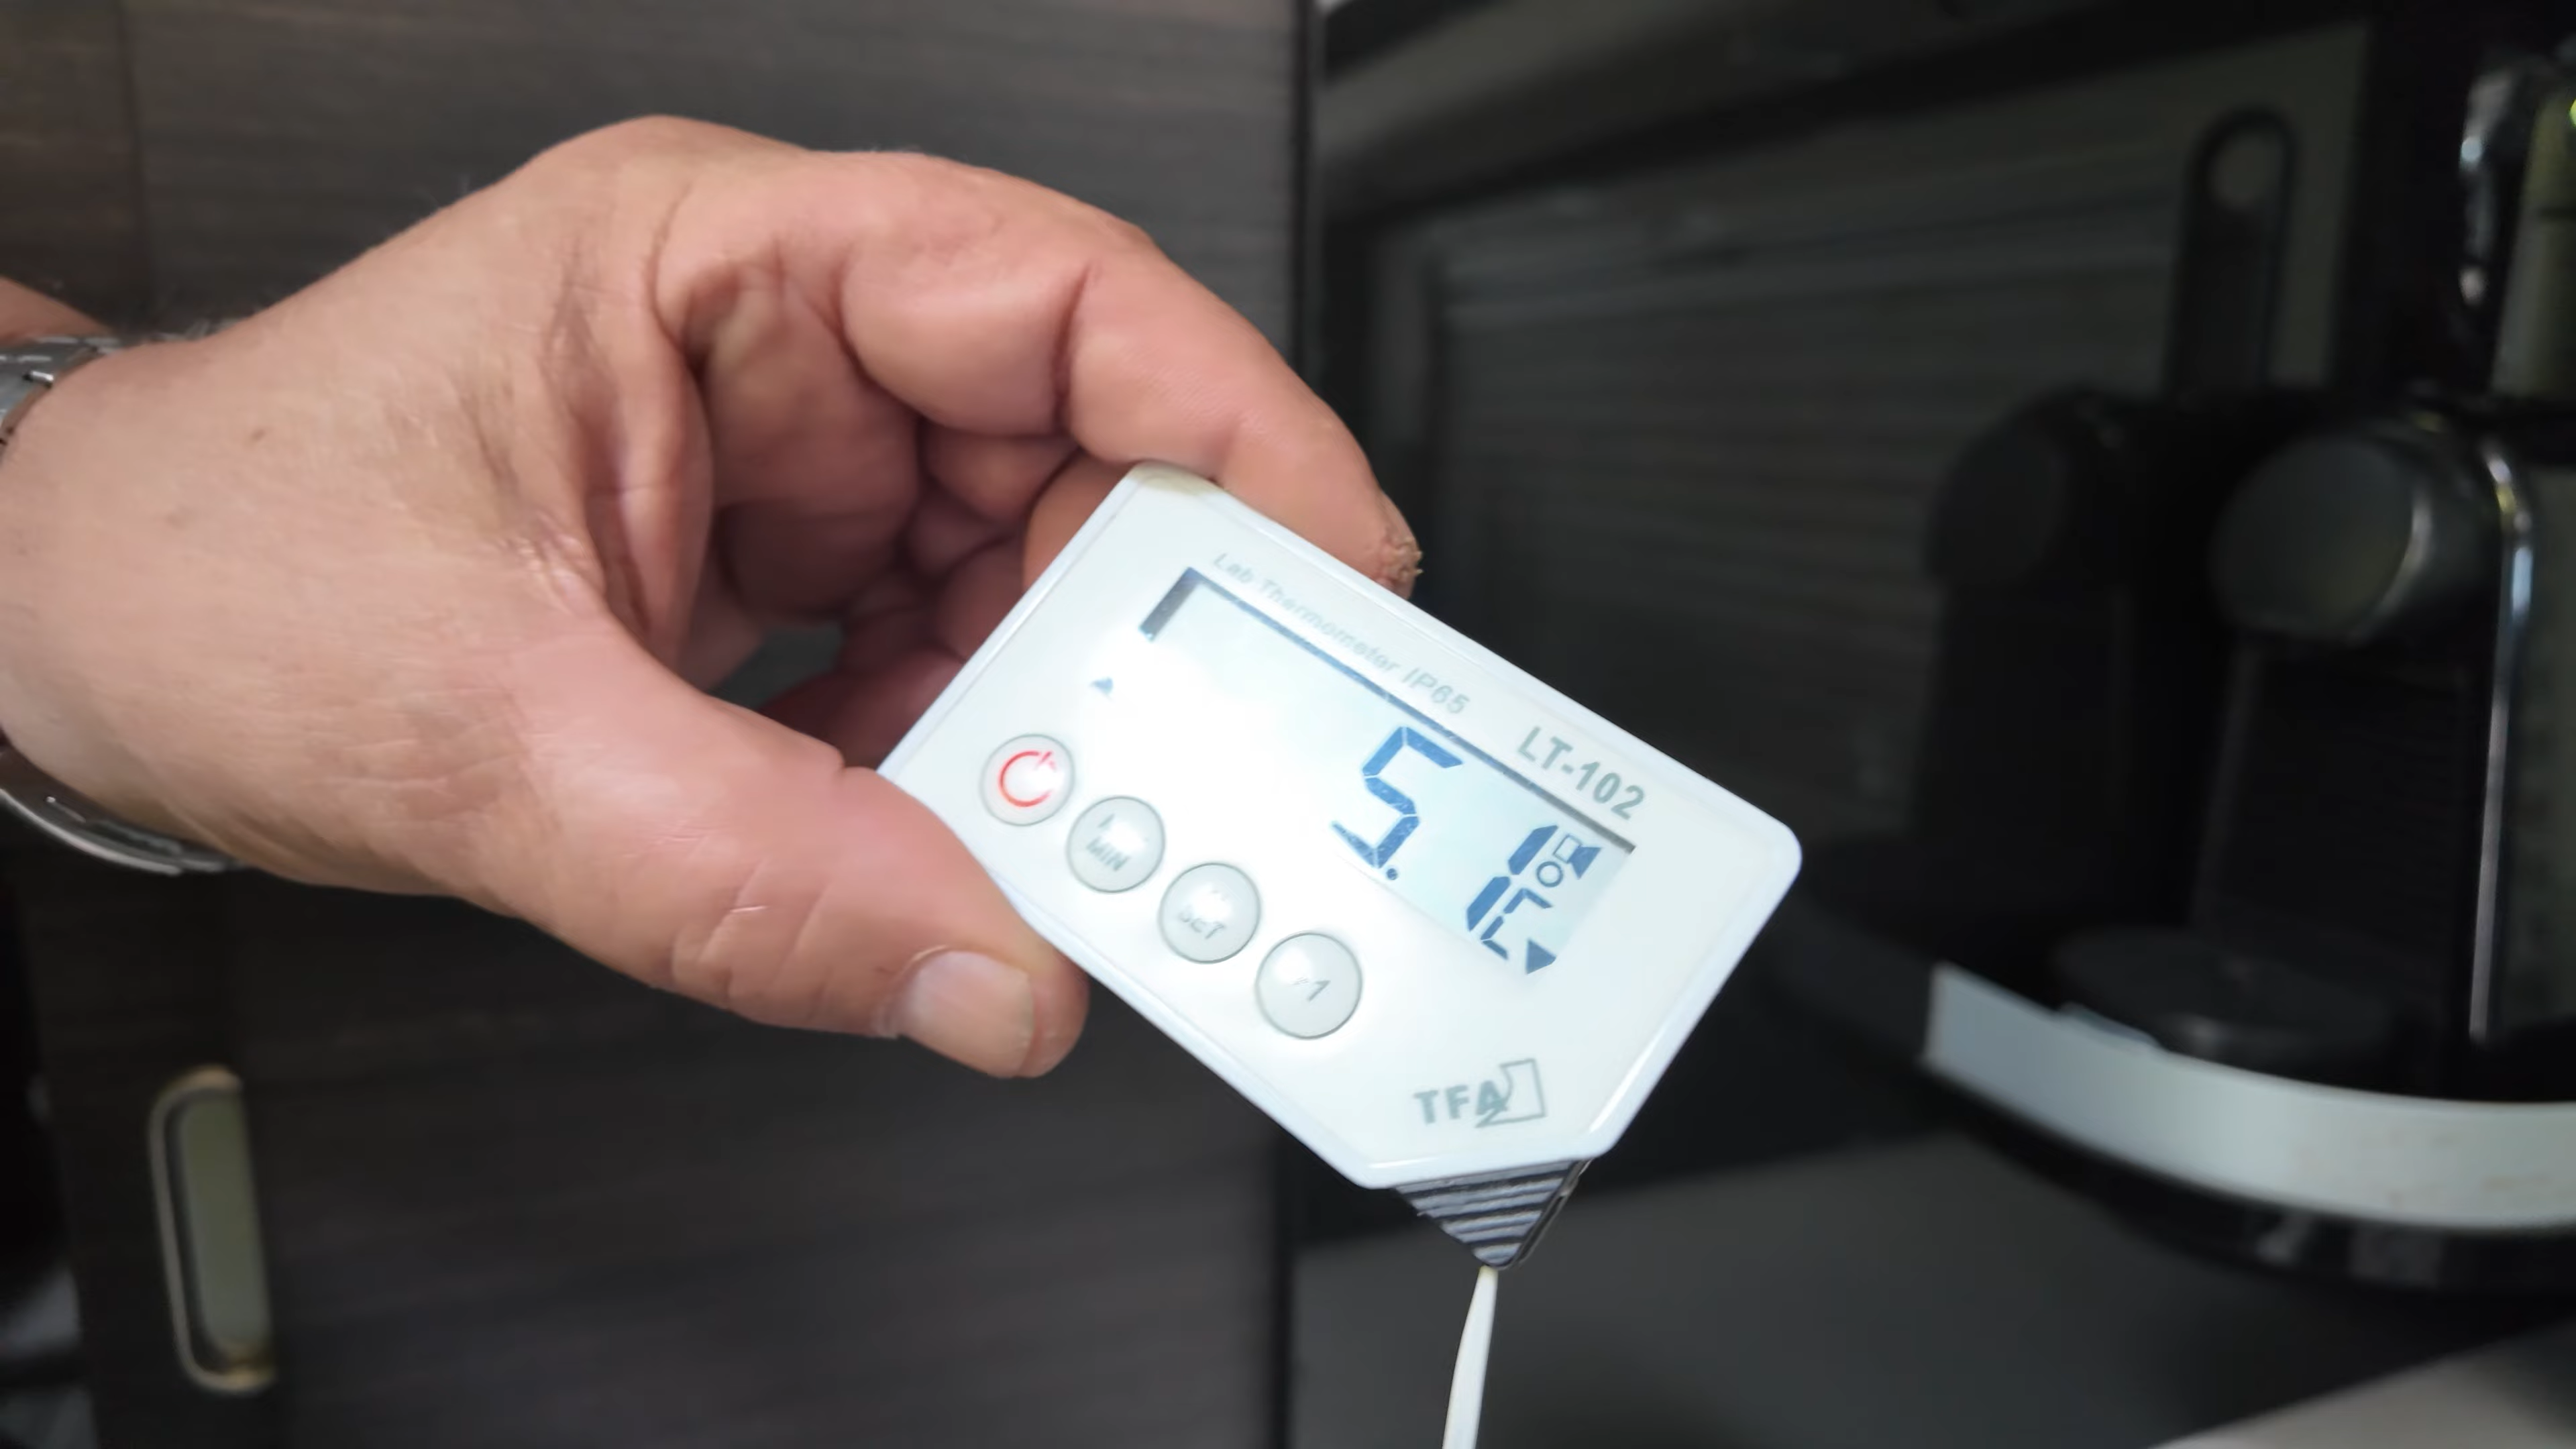 Lab Thermometer IP65
LT-102
5.1°C
MIN
SET
TFA